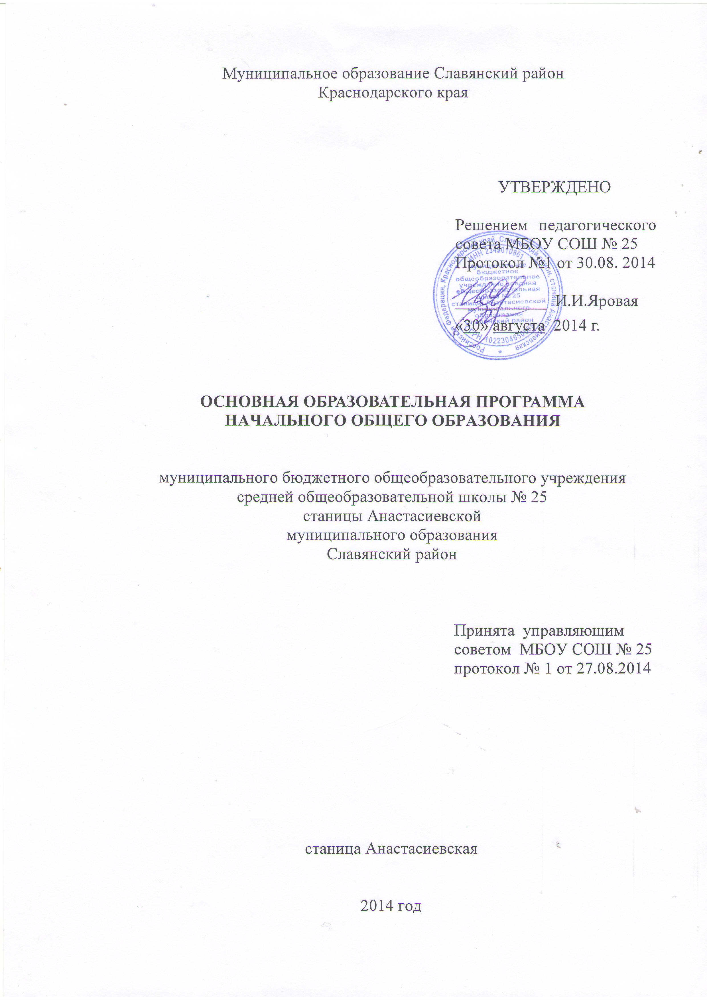 Муниципальное образование Славянский район
Краснодарского края
УТВЕРЖДЕНО
Решением педагогического
совета МБОУ СОШ № 25
Протокол №1 от 30.08. 2014
И.И.Яровая
«30» августа 2014 г.
Российская Федерация, Краснодарский край, Славянский район, станица Анастасиевская
ИНН 2349010861
муниципальное
бюджетное
общеобразовательное
учреждение средняя
общеобразовательная
школа № 25
станицы Анастасиевской
муниципального
образования
Славянский район
ОГРН
*
ОСНОВНАЯ ОБРАЗОВАТЕЛЬНАЯ ПРОГРАММА
НАЧАЛЬНОГО ОБЩЕГО ОБРАЗОВАНИЯ
муниципального бюджетного общеобразовательного учреждения
средней общеобразовательной школы № 25
станицы Анастасиевской
муниципального образования
Славянский район
Принята управляющим
советом МБОУ СОШ № 25
протокол № 1 от 27.08.2014
станица Анастасиевская
2014 год